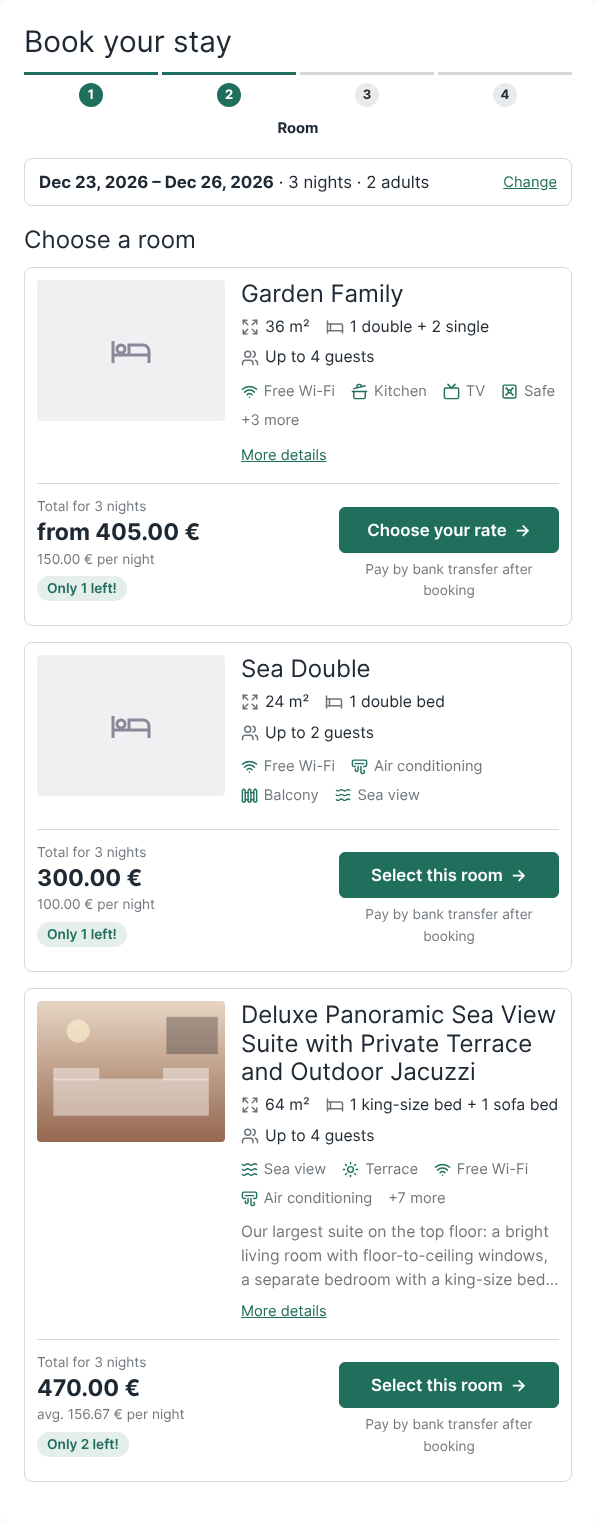 Book your stay
1 2 3 4
Room
Dec 23, 2026 – Dec 26, 2026 · 3 nights · 2 adults Change
Choose a room
Garden Family
36 m² 1 double + 2 single
Up to 4 guests
Free Wi-Fi Kitchen TV Safe
+3 more
More details
Total for 3 nights
from 405.00 €
150.00 € per night
Only 1 left!
Choose your rate →
Pay by bank transfer after
booking
Sea Double
24 m² 1 double bed
Up to 2 guests
Free Wi-Fi Air conditioning
Balcony Sea view
Total for 3 nights
300.00 €
100.00 € per night
Only 1 left!
Select this room →
Pay by bank transfer after
booking
Deluxe Panoramic Sea View
Suite with Private Terrace
and Outdoor Jacuzzi
64 m² 1 king-size bed + 1 sofa bed
Up to 4 guests
Sea view Terrace Free Wi-Fi
Air conditioning +7 more
Our largest suite on the top floor: a bright
living room with floor-to-ceiling windows,
a separate bedroom with a king-size bed…
More details
Total for 3 nights
470.00 €
avg. 156.67 € per night
Only 2 left!
Select this room →
Pay by bank transfer after
booking